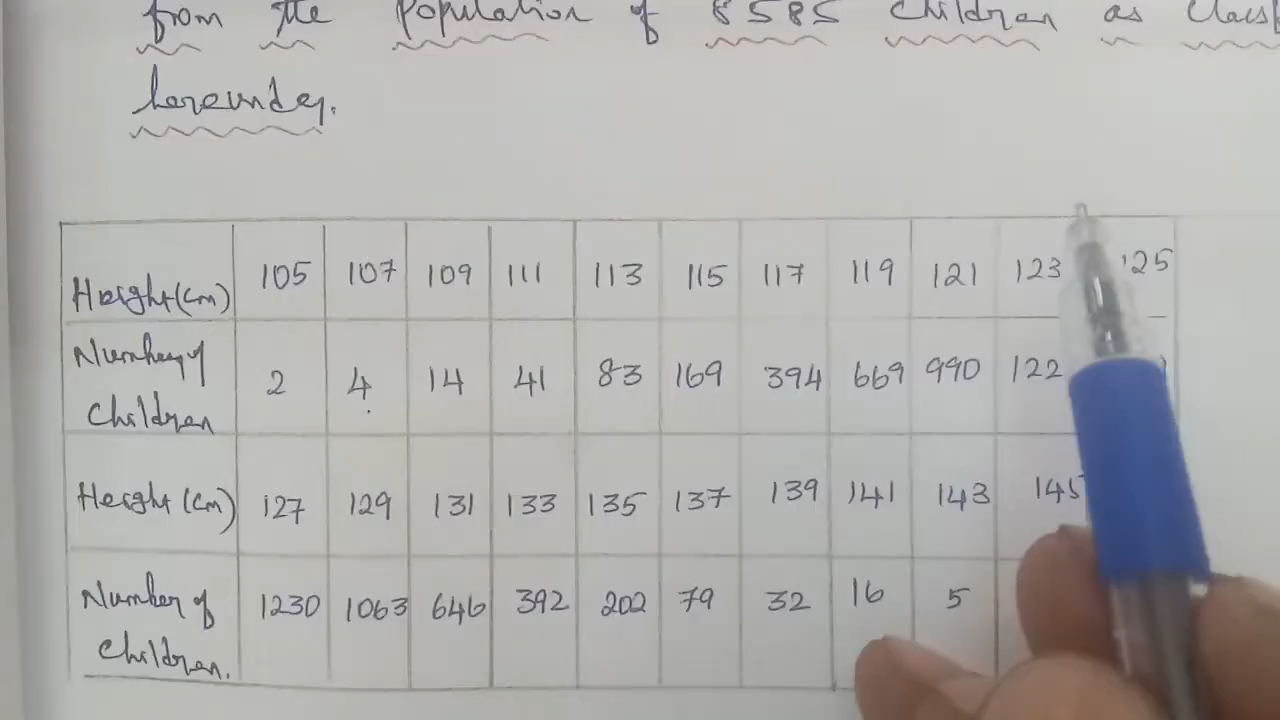 from the Population of 8585 Children as
hereunder.
Height (cm) 105 107 109 111 113 115 117 119 121 123 125
Number of Children 2 4 14 41 83 169 394 669 990 122
Height (cm) 127 129 131 133 135 137 139 141 143 145
Number of Children. 1230 1063 646 392 202 79 32 16 5